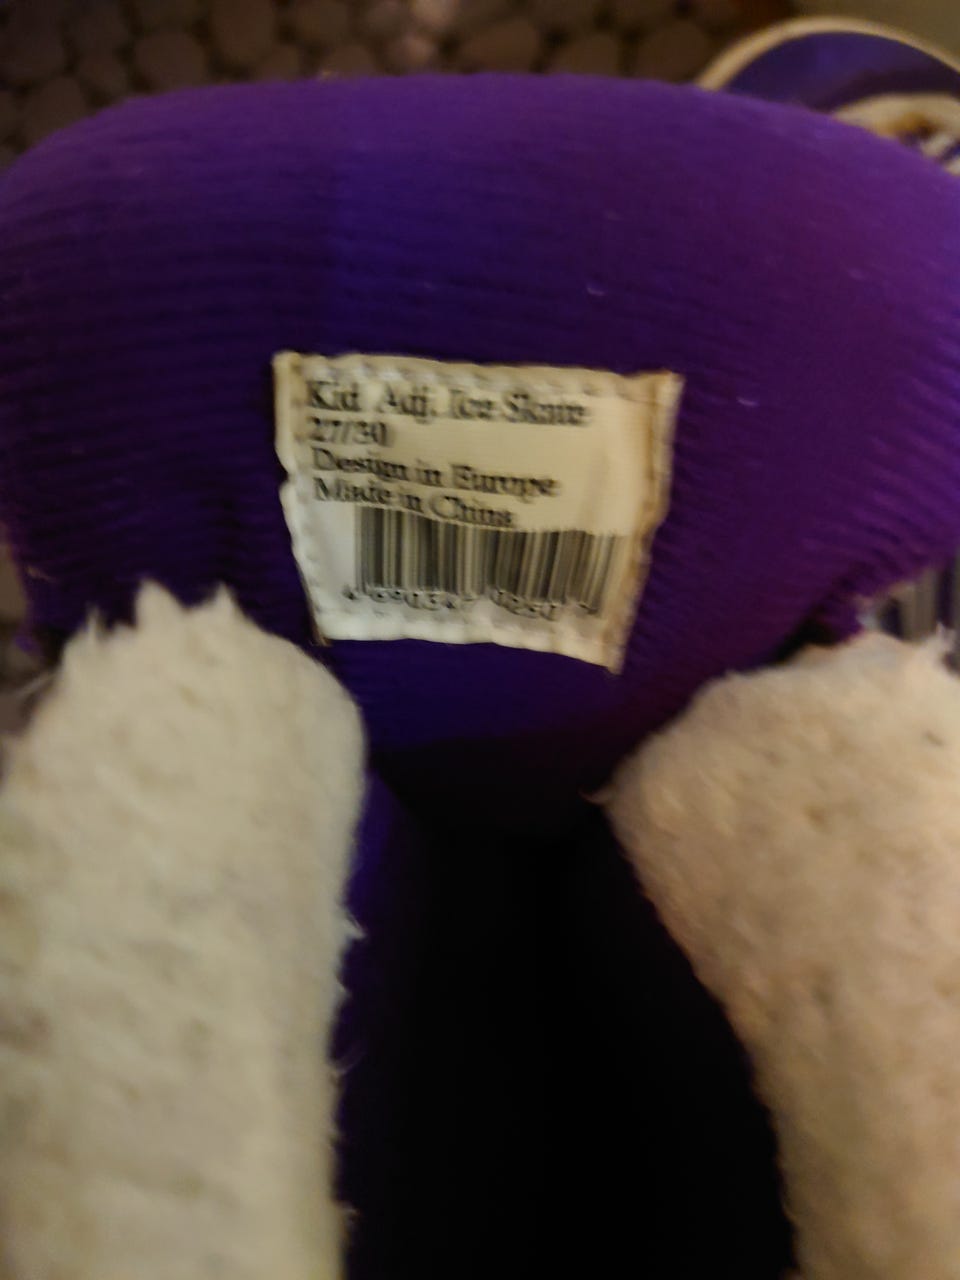 Kid Adj. Ice Skate
27/30
Design in Europe
Made in China